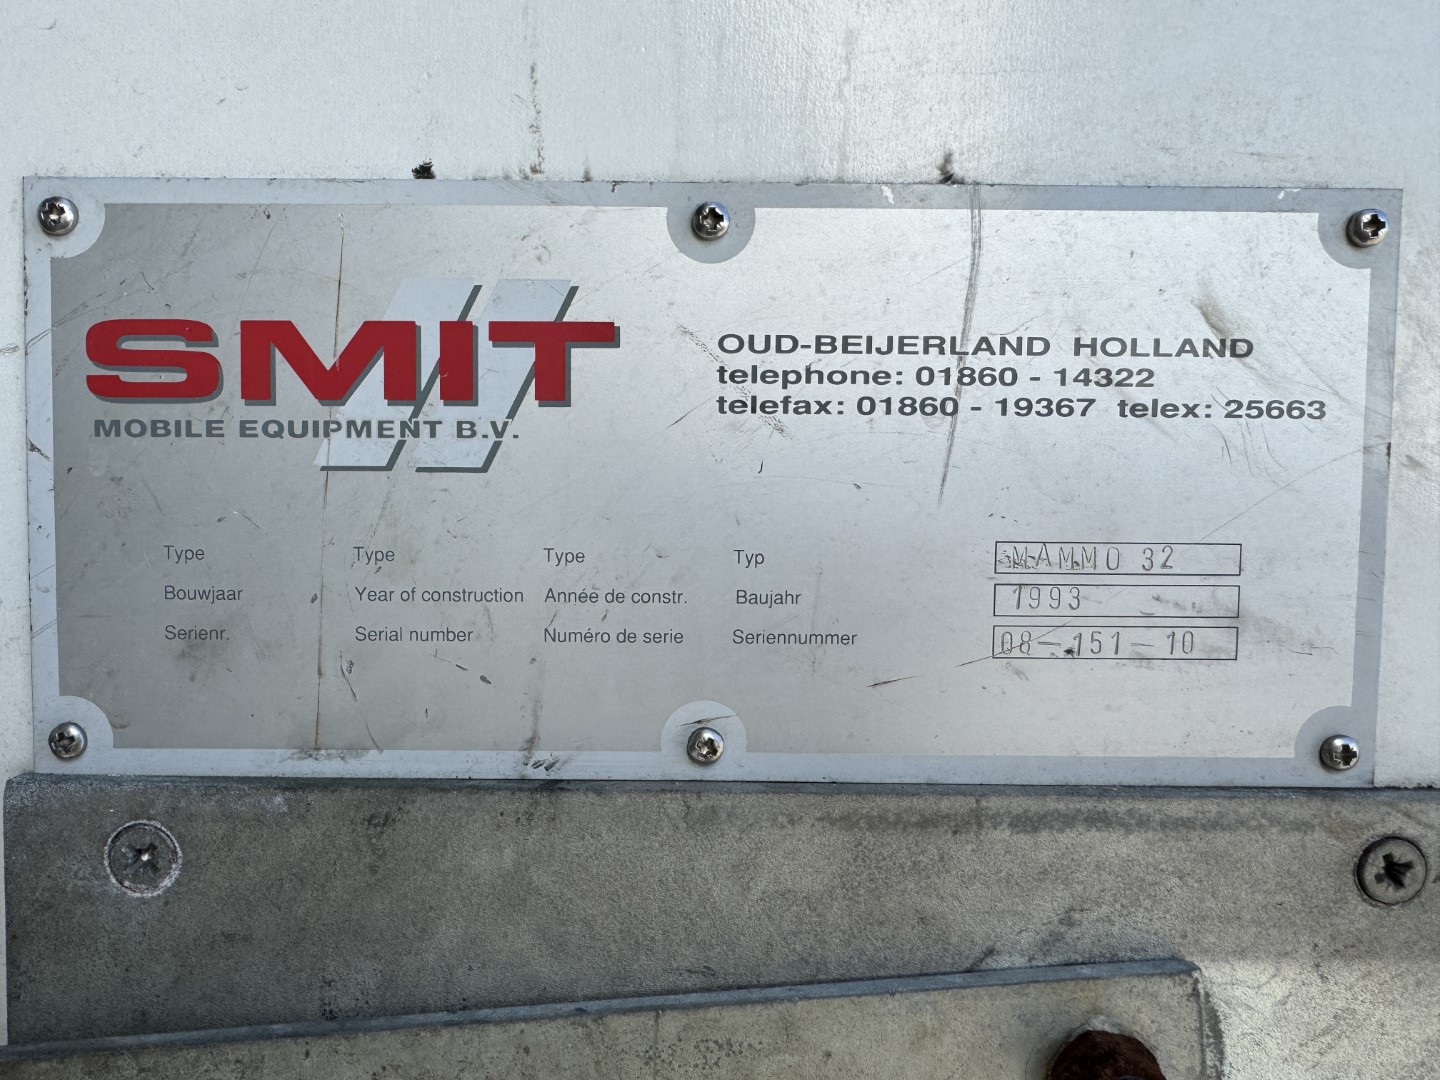 SMIT
MOBILE EQUIPMENT B.V.
OUD-BEIJERLAND HOLLAND
telephone: 01860 - 14322
telefax: 01860 - 19367 telex: 25663
Type Type Type Typ MAMMO 32
Bouwjaar Year of construction Année de constr. Baujahr 1993
Serienr. Serial number Numéro de serie Seriennummer 08-151-10